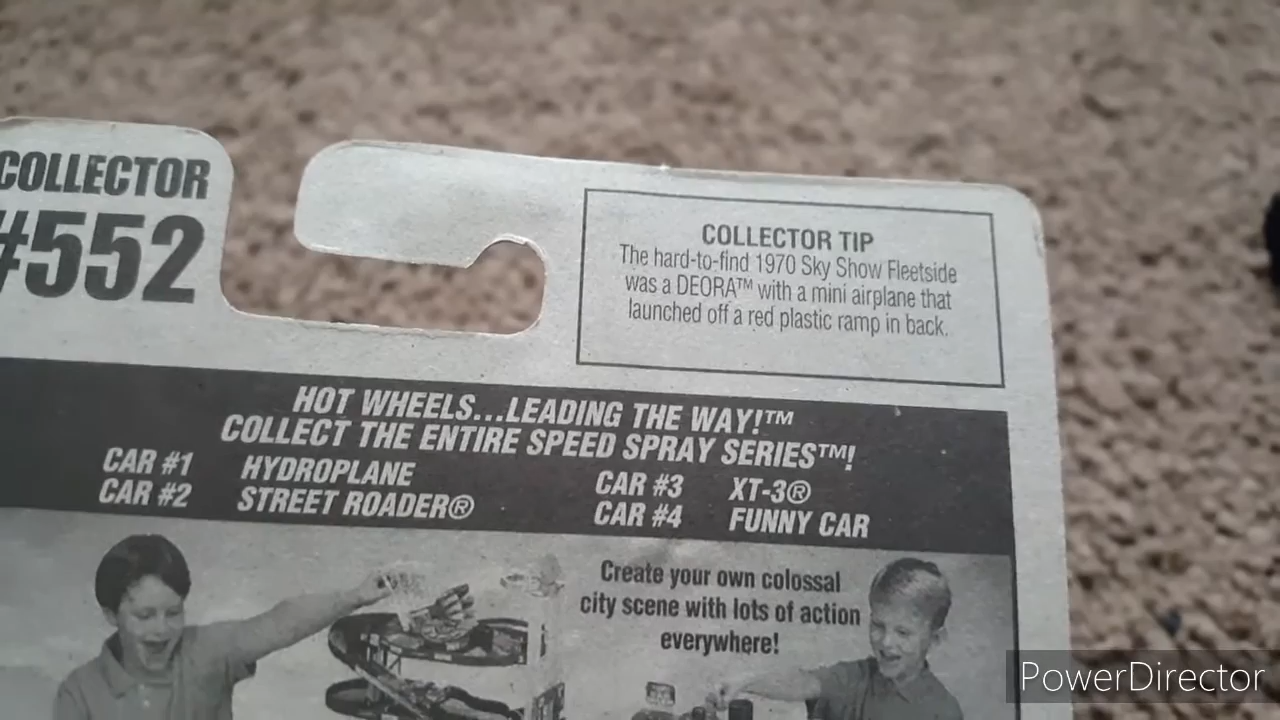 COLLECTOR
#552
COLLECTOR TIP
The hard-to-find 1970 Sky Show Fleetside
was a DEORA™ with a mini airplane that
launched off a red plastic ramp in back.
HOT WHEELS...LEADING THE WAY!™
COLLECT THE ENTIRE SPEED SPRAY SERIES™!
CAR #1 HYDROPLANE
CAR #2 STREET ROADER®
CAR #3 XT-3®
CAR #4 FUNNY CAR
Create your own colossal
city scene with lots of action
everywhere!
PowerDirector